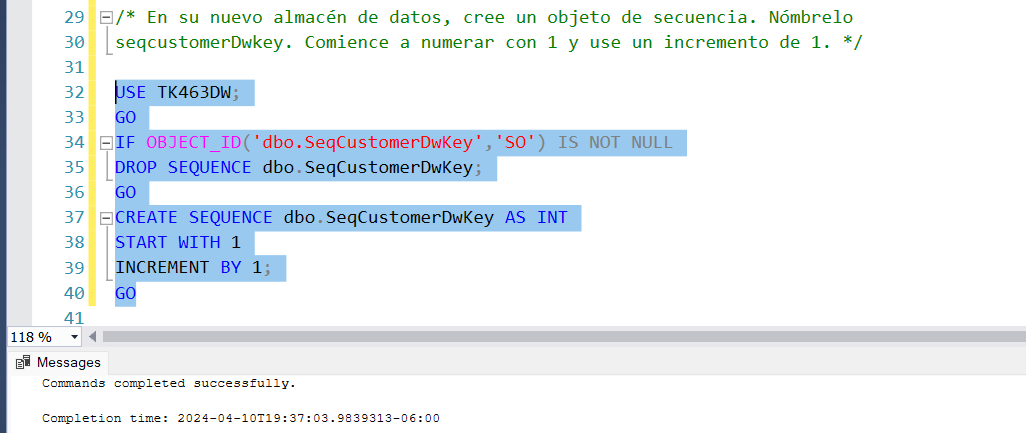 29 /* En su nuevo almacén de datos, cree un objeto de secuencia. Nómbrelo
30 seqcustomerDwkey. Comience a numerar con 1 y use un incremento de 1. */
31
32 USE TK463DW;
33 GO
34 IF OBJECT_ID('dbo.SeqCustomerDwKey','SO') IS NOT NULL
35 DROP SEQUENCE dbo.SeqCustomerDwKey;
36 GO
37 CREATE SEQUENCE dbo.SeqCustomerDwKey AS INT
38 START WITH 1
39 INCREMENT BY 1;
40 GO
41
118 %
Messages
Commands completed successfully.
Completion time: 2024-04-10T19:37:03.9839313-06:00